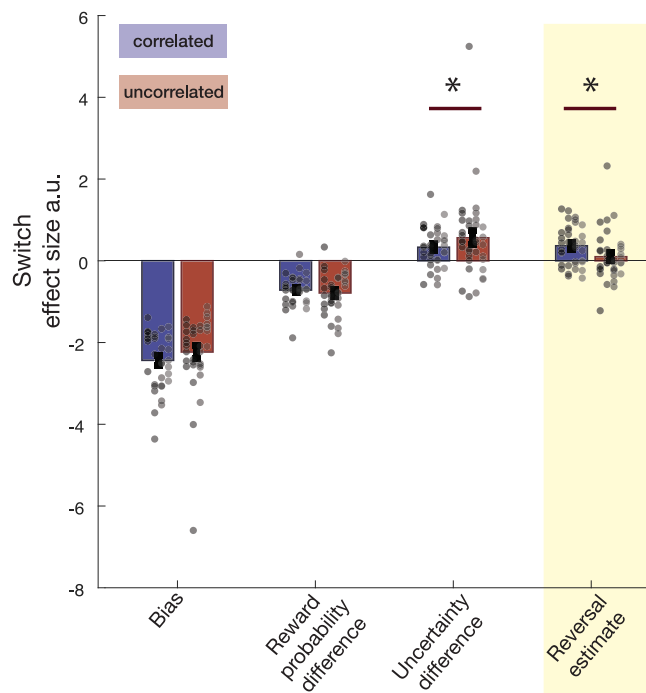 6
correlated
uncorrelated
4
*
*
2
0
-2
-4
-6
-8
Switch
effect size a.u.
Bias
Reward
probability
difference
Uncertainty
difference
Reversal
estimate